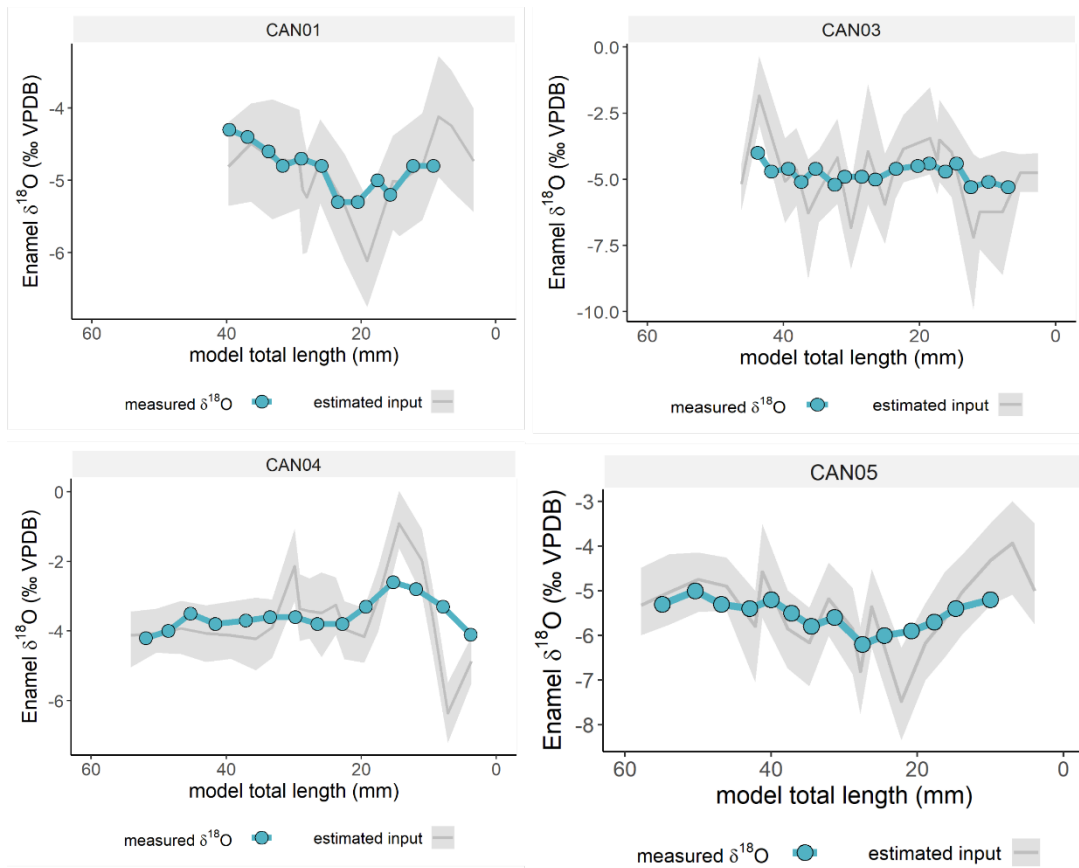 CAN01
Enamel δ¹⁸O (‰ VPDB)
-4
-5
-6
60
40
20
0
model total length (mm)
measured δ¹⁸O
estimated input
CAN03
Enamel δ¹⁸O (‰ VPDB)
0.0
-2.5
-5.0
-7.5
-10.0
60
40
20
0
model total length (mm)
measured δ¹⁸O
estimated input
CAN04
Enamel δ¹⁸O (‰ VPDB)
0
-2
-4
-6
60
40
20
0
model total length (mm)
measured δ¹⁸O
estimated input
CAN05
Enamel δ¹⁸O (‰ VPDB)
-3
-4
-5
-6
-7
-8
60
40
20
0
model total length (mm)
measured δ¹⁸O
estimated input